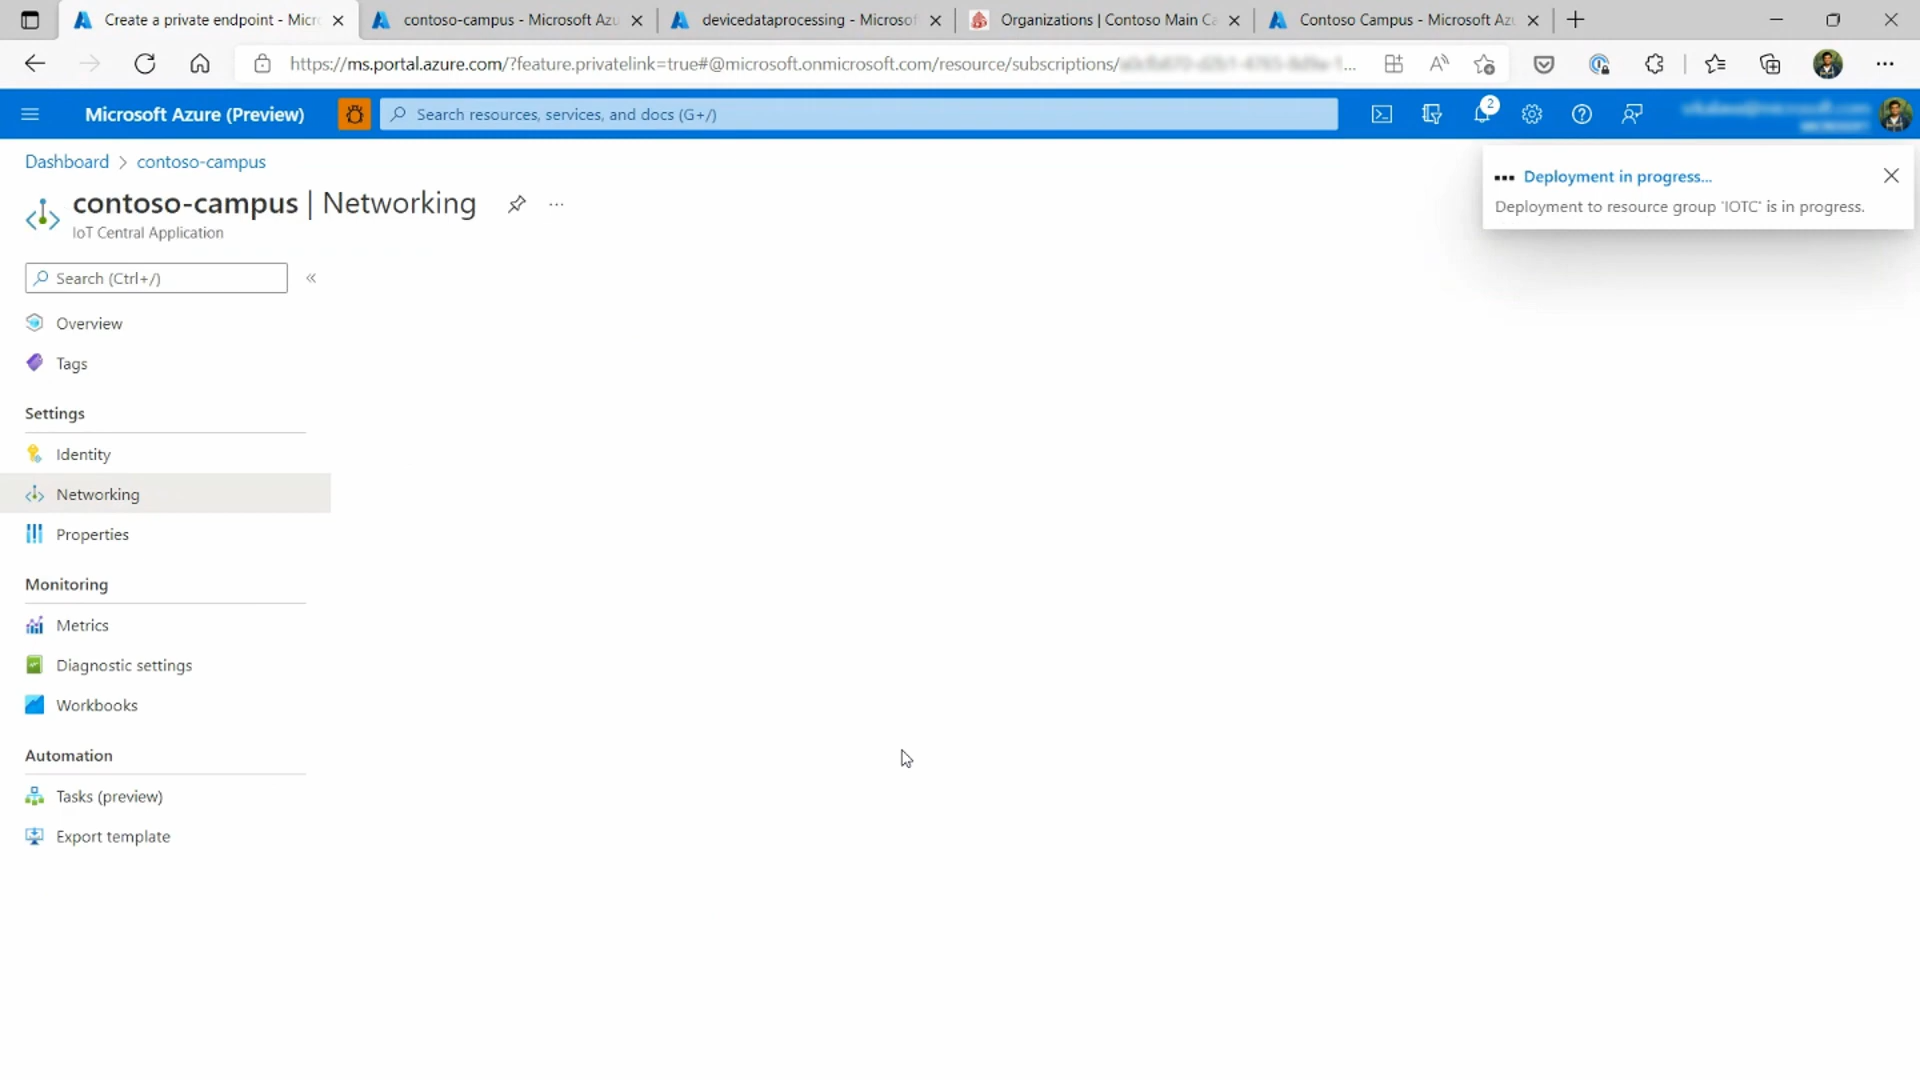 Create a private endpoint - Micr
contoso-campus - Microsoft Azu
devicedataprocessing - Microsof
Organizations | Contoso Main Ca
Contoso Campus - Microsoft Azu
https://ms.portal.azure.com/?feature.privatelink=true#@microsoft.onmicrosoft.com/resource/subscriptions/
Microsoft Azure (Preview)
Search resources, services, and docs (G+/)
2
Dashboard > contoso-campus
Deployment in progress...
Deployment to resource group 'IOTC' is in progress.
contoso-campus | Networking
IoT Central Application
Search (Ctrl+/)
Overview
Tags
Settings
Identity
Networking
Properties
Monitoring
Metrics
Diagnostic settings
Workbooks
Automation
Tasks (preview)
Export template